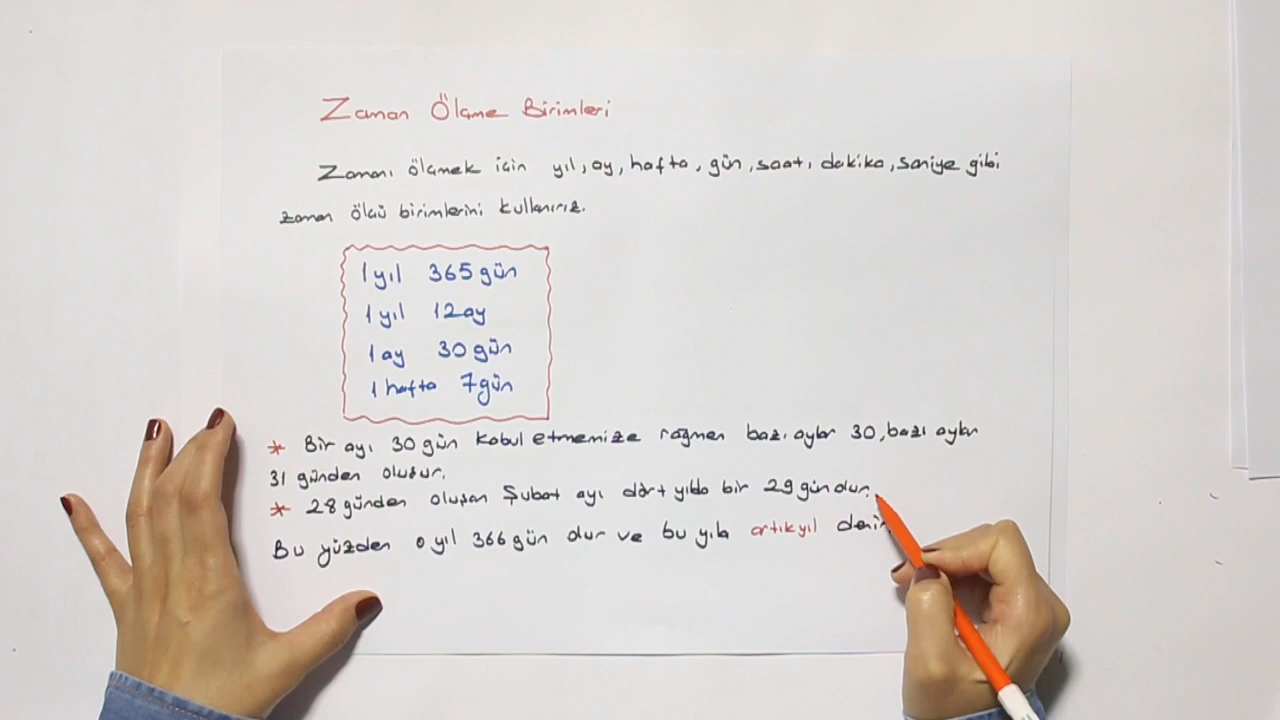 Zaman Ölçme Birimleri
Zamanı ölçmek için yıl, ay, hafta, gün, saat, dakika, saniye gibi
zaman ölçü birimlerini kullanırız.
1 yıl 365 gün
1 yıl 12 ay
1 ay 30 gün
1 hafta 7 gün
* Bir ayı 30 gün kabul etmemize rağmen bazı aylar 30, bazı aylar
31 günden oluşur.
* 28 günden oluşan Şubat ayı dört yılda bir 29 gün dur.
Bu yüzden o yıl 366 gün dür ve bu yıla artıkyıl